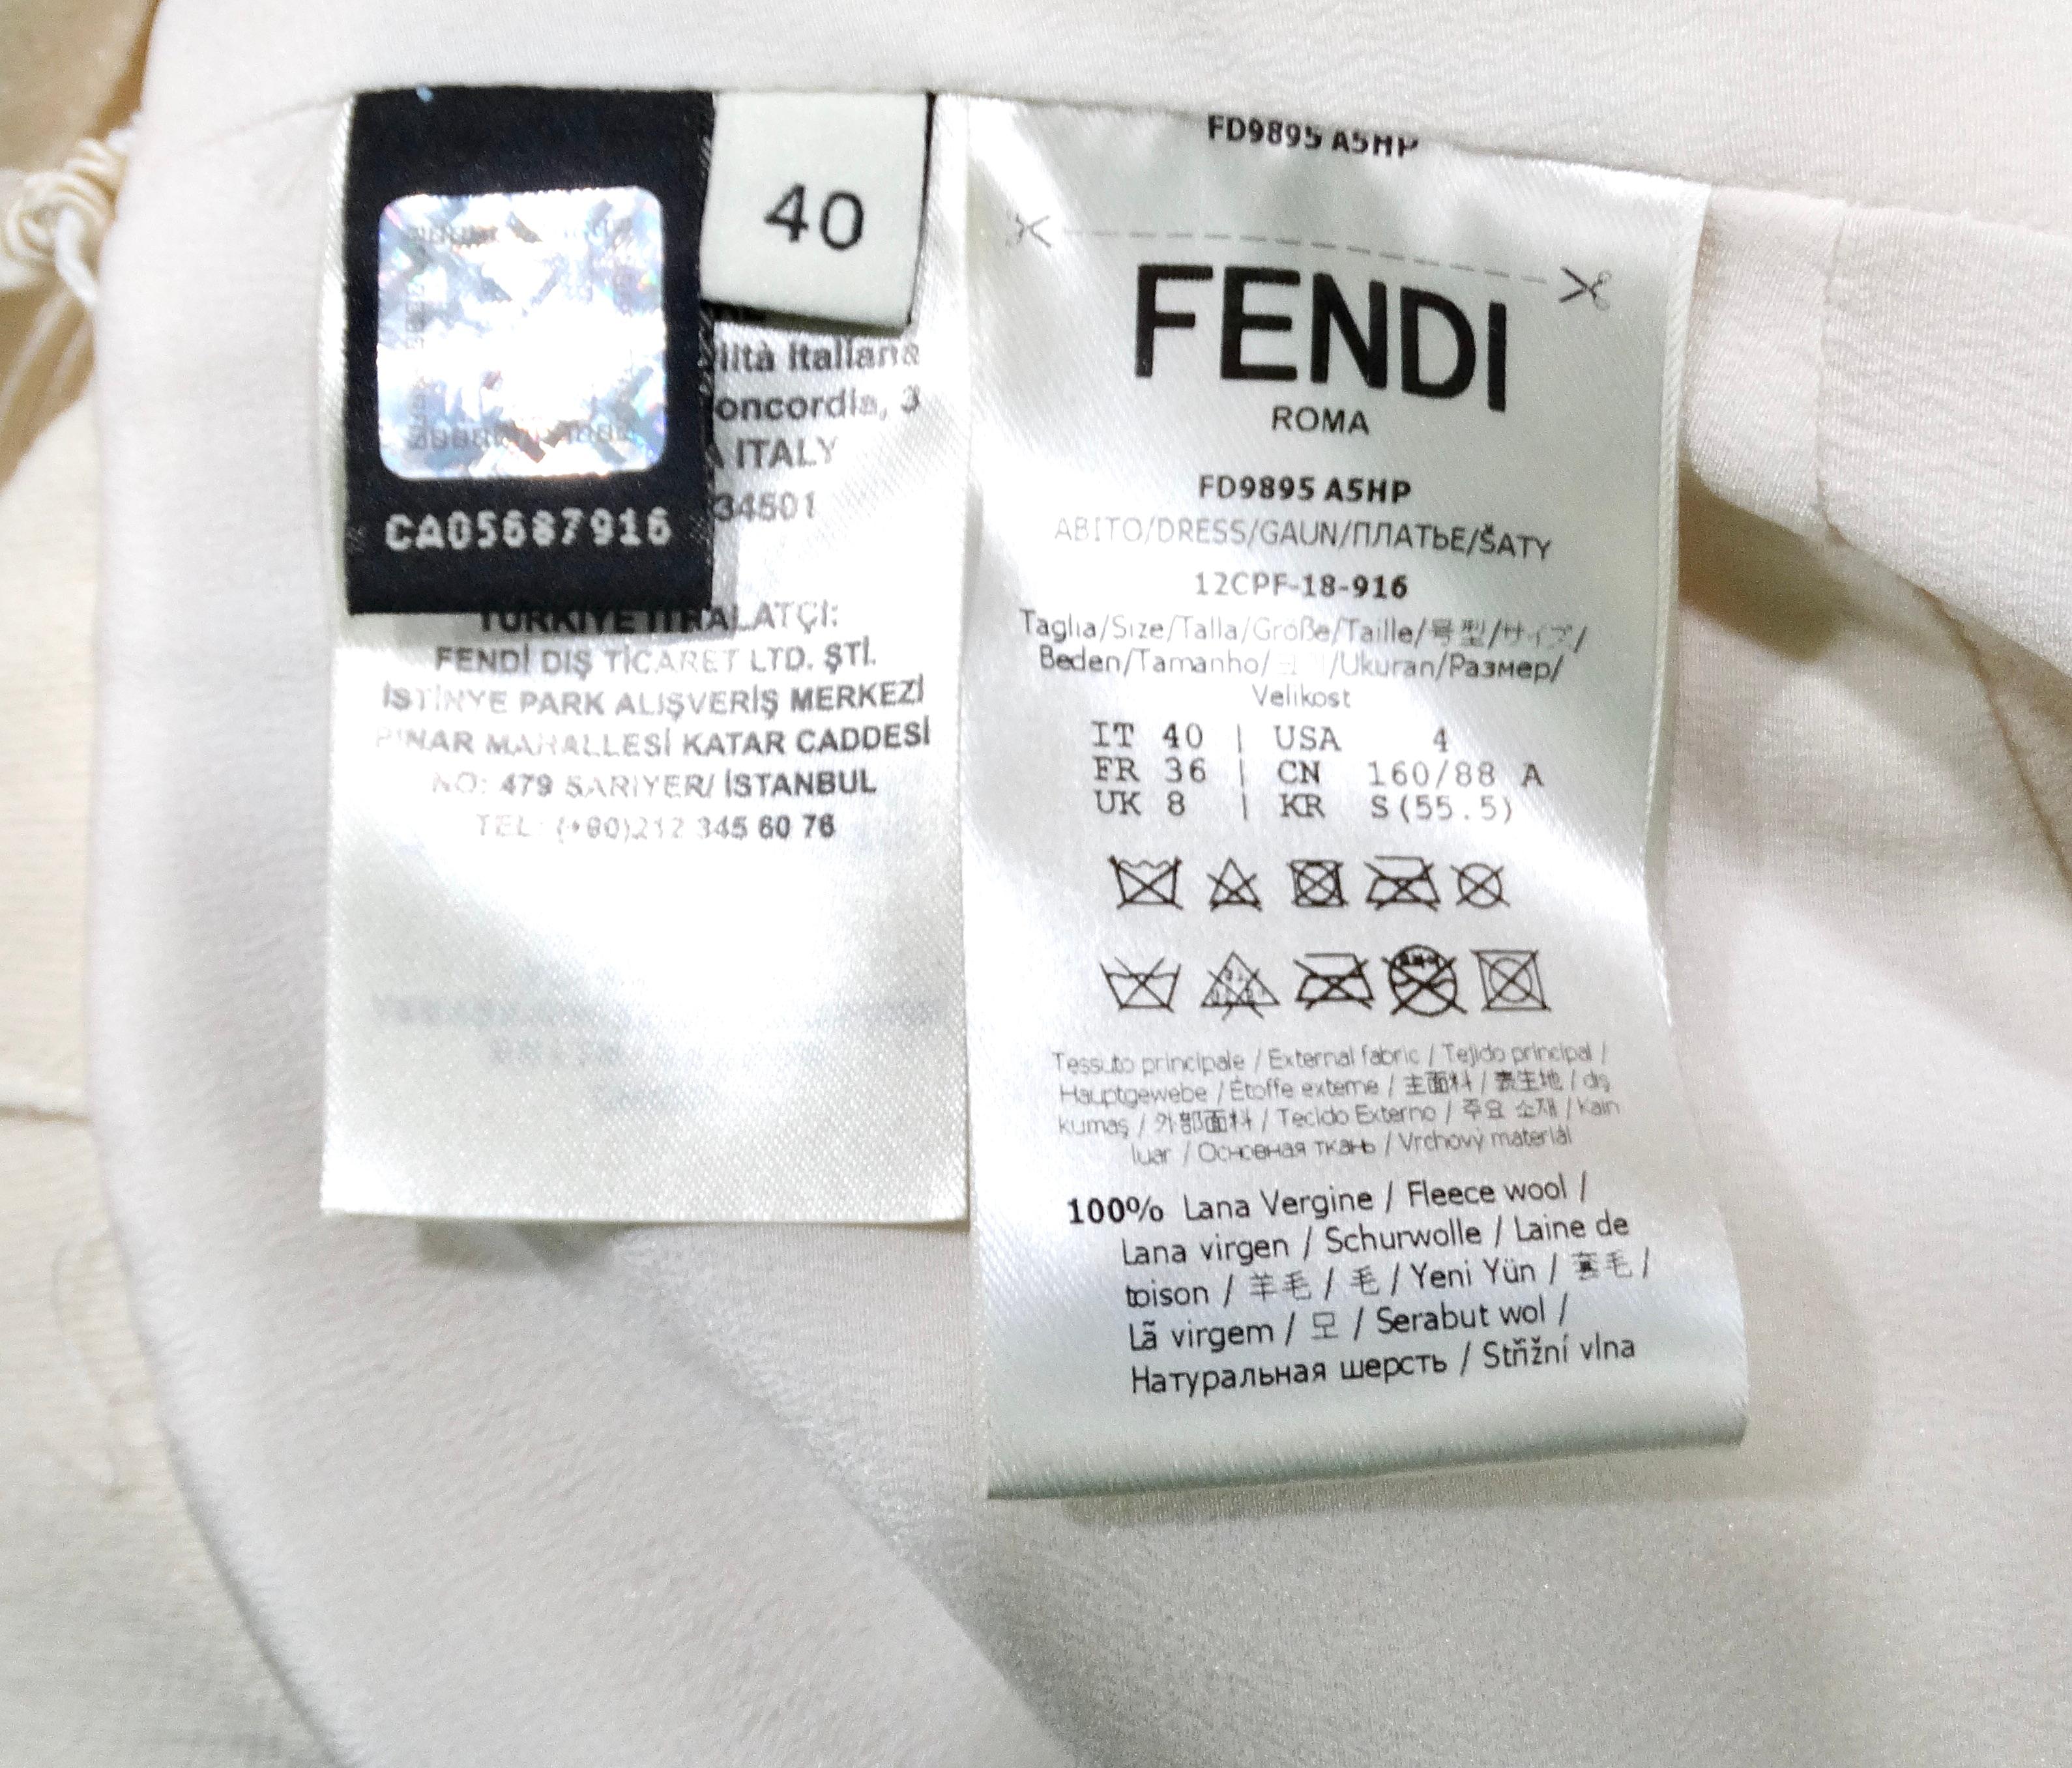 CA05687916
40
ilità italiana
oncordia, 3
ITALY
34501
TÜRKİYE İTHALATÇI:
FENDİ DIŞ TİCARET LTD. ŞTİ.
İSTİNYE PARK ALIŞVERİŞ MERKEZİ
PINAR MAHALLESİ KATAR CADDESİ
NO: 479 SARIYER/ İSTANBUL
TEL: (+90)212 345 60 76
FD9895 A5HP
FENDI
ROMA
FD9895 A5HP
ABITO/DRESS/GAUN/ПЛАТЬЕ/ŠATY
12CPF-18-916
Taglia/Size/Talla/Größe/Taille/号型/サイズ/
Beden/Tamanho/ /Ukuran/Размер/
Velikost
IT 40 | USA 4
FR 36 | CN 160/88 A
UK 8 | KR S(55.5)
Tessuto principale / External fabric / Tejido principal /
Hauptgewebe / Étoffe externe / 主面料 / 表生地 / dış
kumaş / 外部面料 / Tecido Externo / 주요 소재 / Kain
luar / Основная ткань / Vrchový materiál
100% Lana Vergine / Fleece wool /
Lana virgen / Schurwolle / Laine de
toison / 羊毛 / 毛 / Yeni Yün / 毛 /
Lã virgem / 모 / Serabut wol /
Натуральная шерсть / Střižní vlna